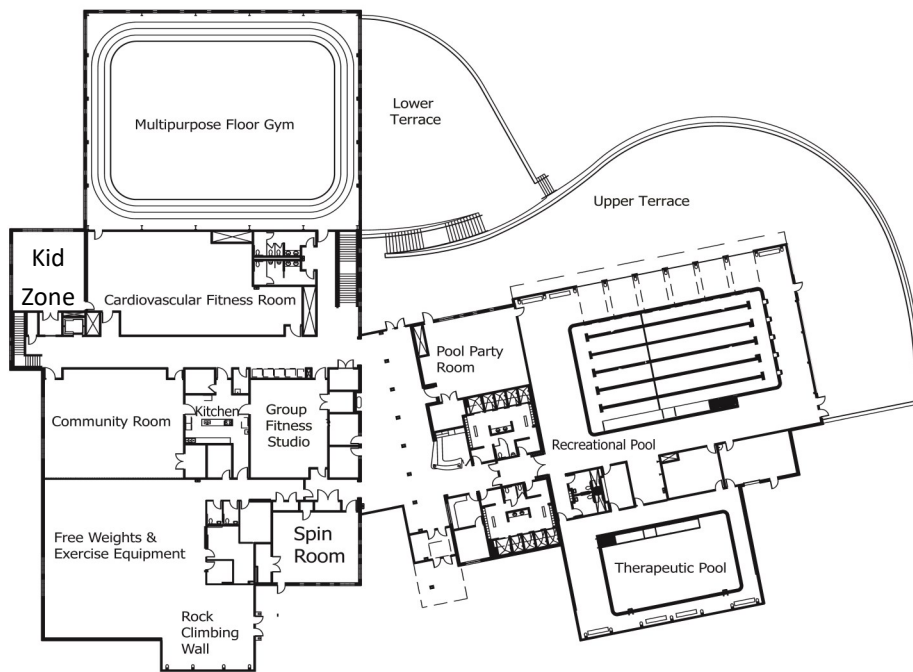 Multipurpose Floor Gym
Lower
Terrace
Upper Terrace
Kid
Zone
Cardiovascular Fitness Room
Pool Party
Room
Community Room
Kitchen
Group
Fitness
Studio
Recreational Pool
Free Weights &
Exercise Equipment
Spin
Room
Therapeutic Pool
Rock
Climbing
Wall